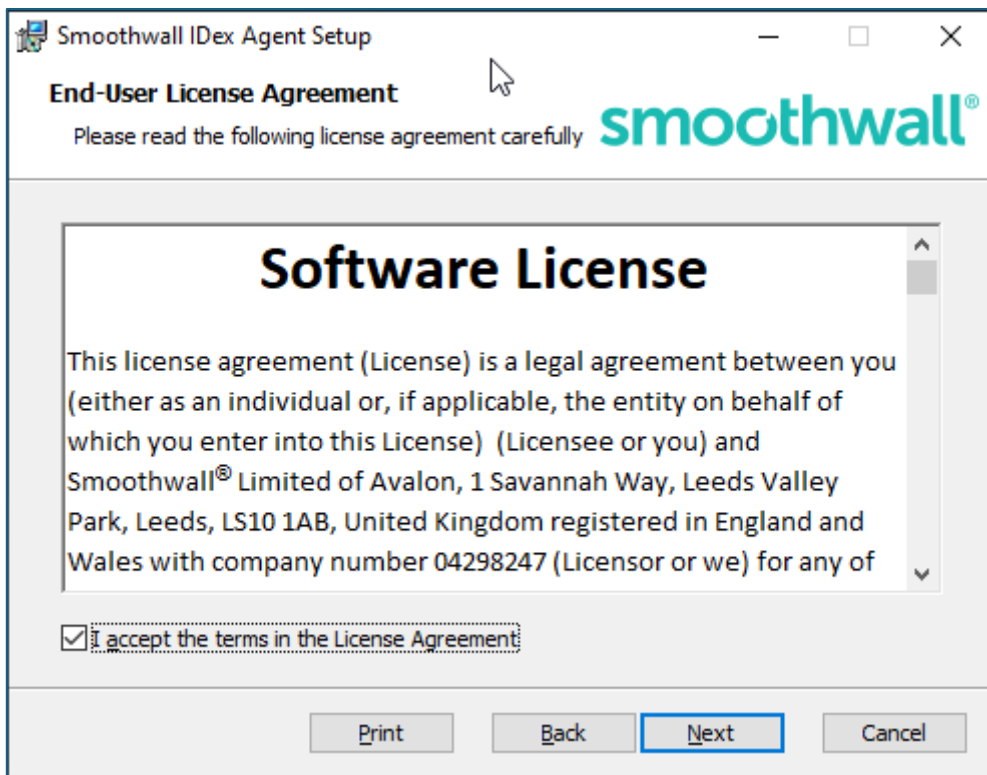 Smoothwall IDex Agent Setup
End-User License Agreement
Please read the following license agreement carefully
smoothwall®
Software License
This license agreement (License) is a legal agreement between you
(either as an individual or, if applicable, the entity on behalf of
which you enter into this License)  (Licensee or you) and
Smoothwall® Limited of Avalon, 1 Savannah Way, Leeds Valley
Park, Leeds, LS10 1AB, United Kingdom registered in England and
Wales with company number 04298247 (Licensor or we) for any of
I accept the terms in the License Agreement
Print
Back
Next
Cancel